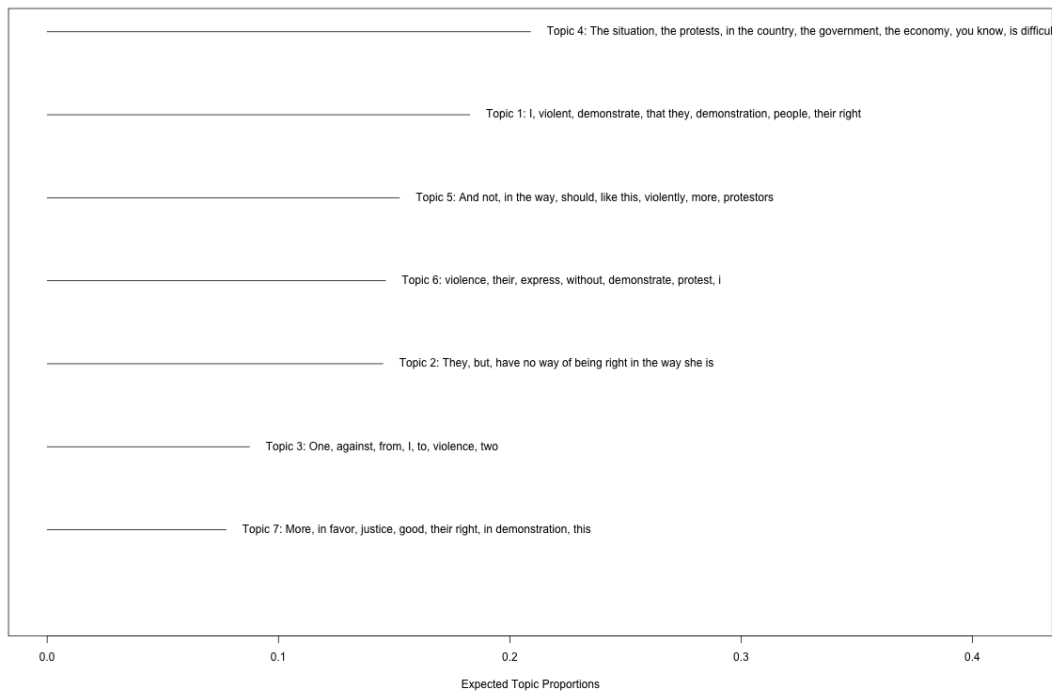 Topic 4: The situation, the protests, in the country, the government, the economy, you know, is difficul
Topic 1: I, violent, demonstrate, that they, demonstration, people, their right
Topic 5: And not, in the way, should, like this, violently, more, protestors
Topic 6: violence, their, express, without, demonstrate, protest, i
Topic 2: They, but, have no way of being right in the way she is
Topic 3: One, against, from, I, to, violence, two
Topic 7: More, in favor, justice, good, their right, in demonstration, this
0.0 0.1 0.2 0.3 0.4
Expected Topic Proportions